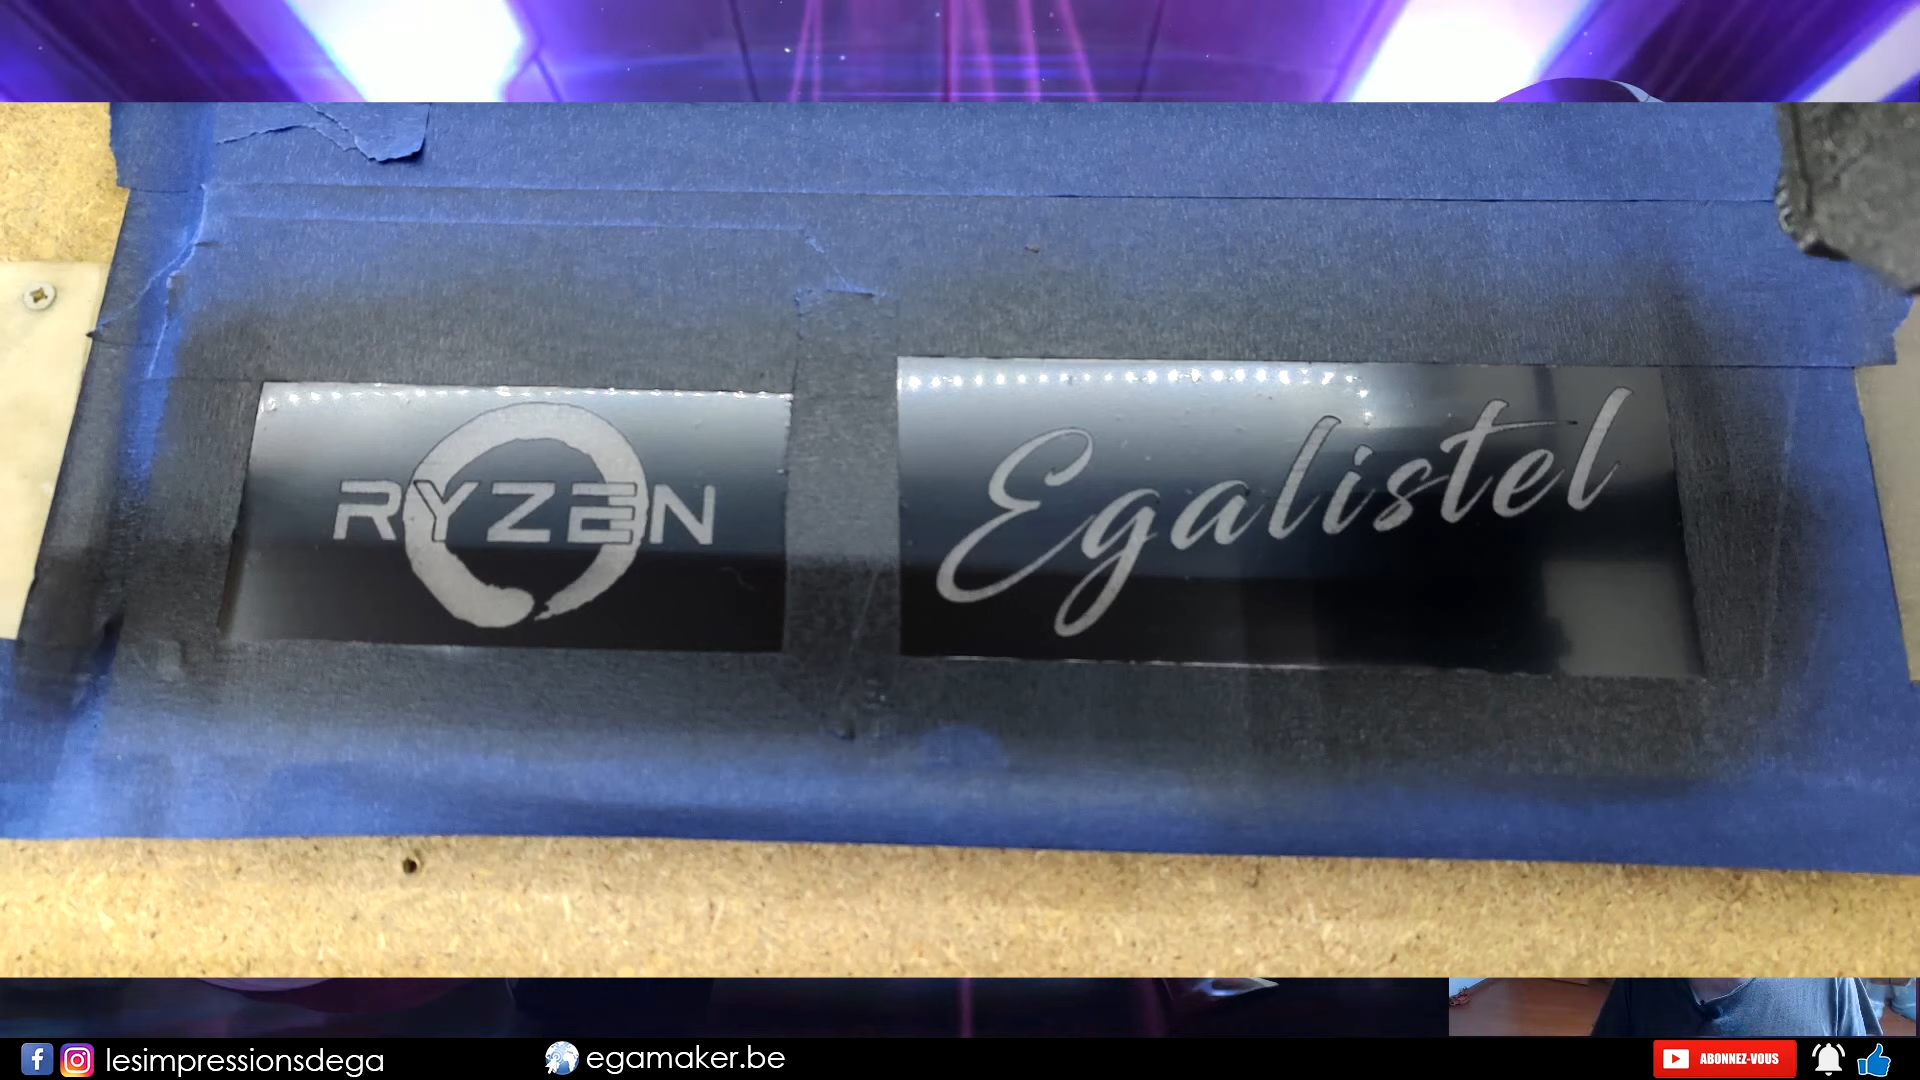 RYZEN
Egalistel
lesimpressionsdega
egamaker.be
ABONNEZ-VOUS